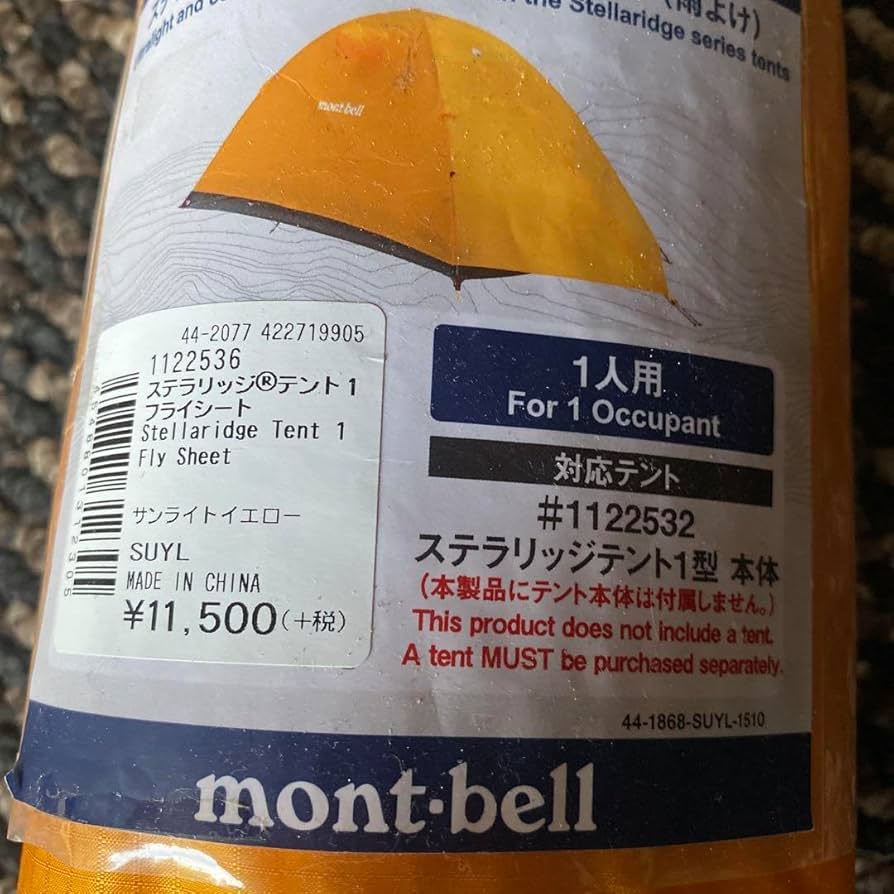 (雨よけ)
the Stellaridge series tents
mont-bell
44-2077 422719905
1122536
ステラリッジ®テント1
フライシート
Stellaridge Tent 1
Fly Sheet
サンライトイエロー
SUYL
MADE IN CHINA
¥11,500(+税)
1人用
For 1 Occupant
対応テント
#1122532
ステラリッジテント1型 本体
(本製品にテント本体は付属しません。)
This product does not include a tent.
A tent MUST be purchased separately.
44-1868-SUYL-1510
mont-bell